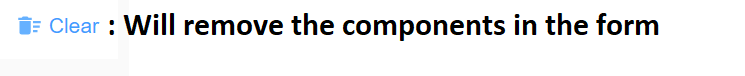 Clear : Will remove the components in the form